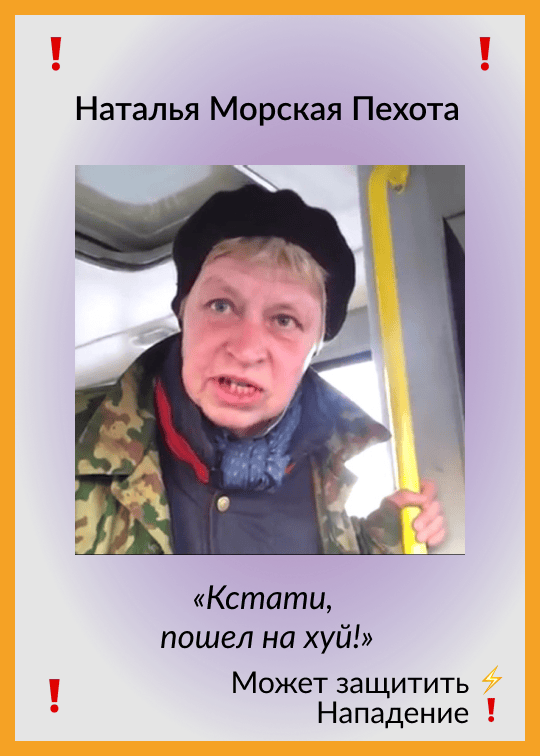 ❗ ❗
Наталья Морская Пехота
«Кстати,
пошел на хуй!»
Может защитить ⚡
❗ Нападение ❗